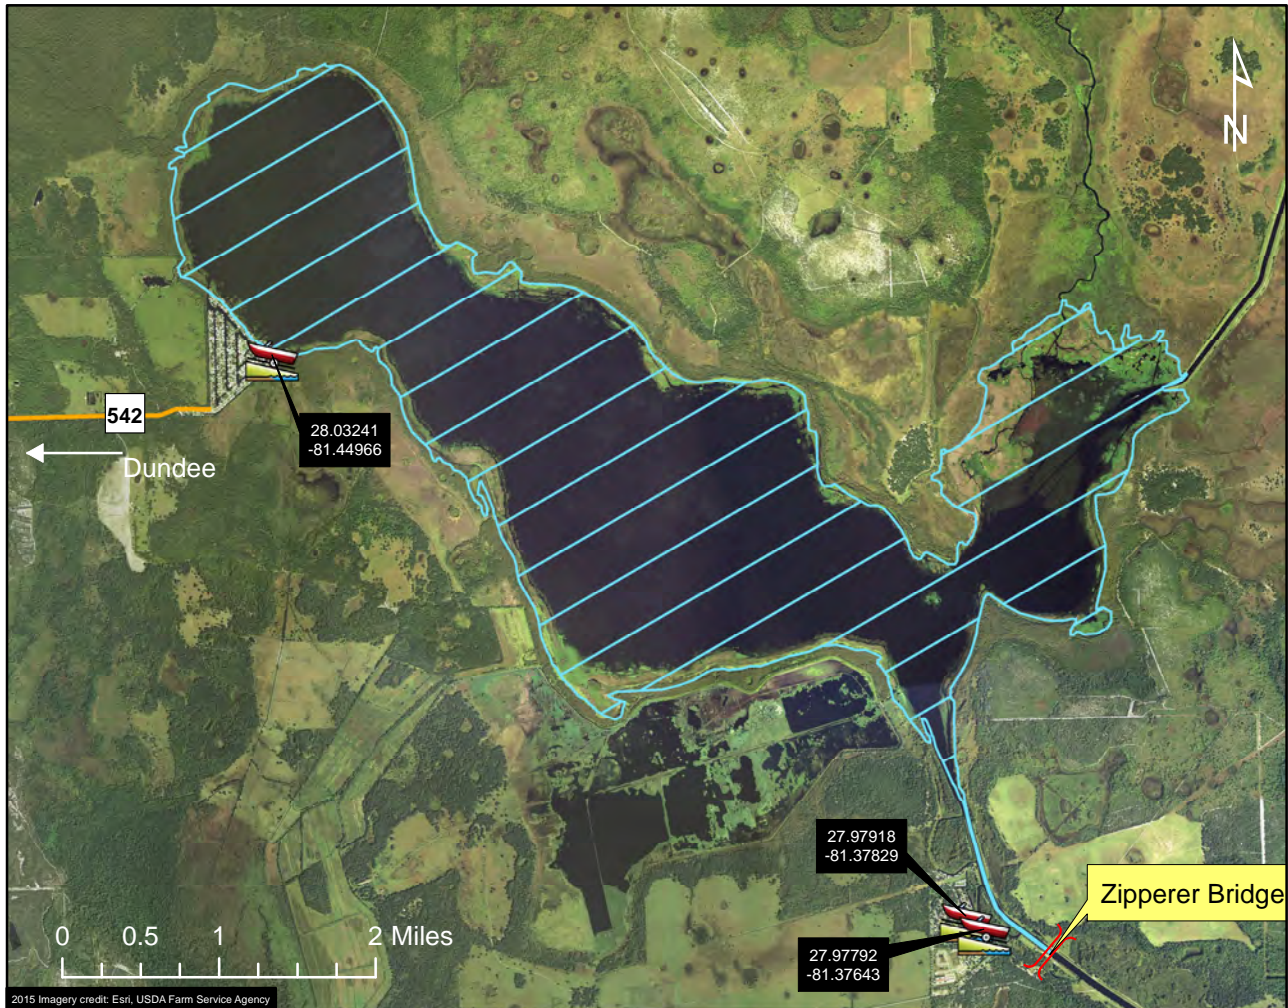 N
542
28.03241
-81.44966
Dundee
27.97918
-81.37829
Zipperer Bridge
27.97792
-81.37643
0 0.5 1 2 Miles
2015 Imagery credit: Esri, USDA Farm Service Agency